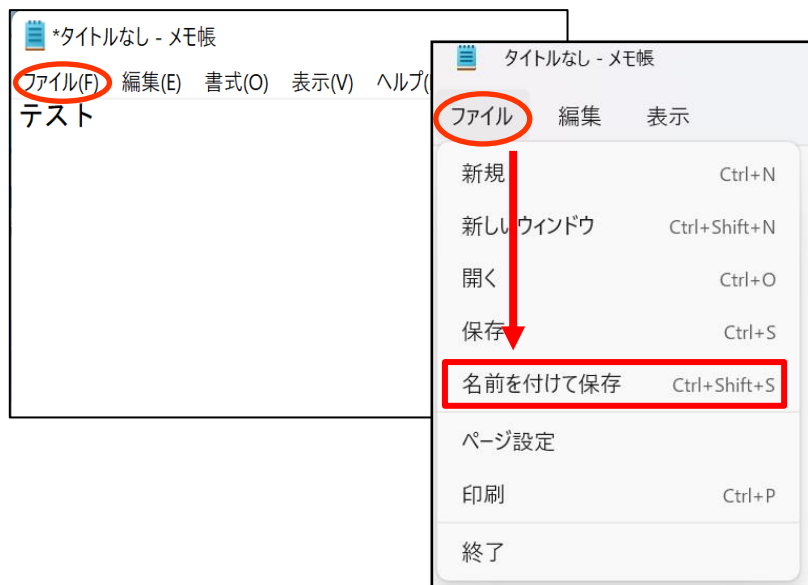 *タイトルなし - メモ帳
ファイル(F) 編集(E) 書式(O) 表示(V) ヘルプ(
テスト
タイトルなし - メモ帳
ファイル 編集 表示
新規 Ctrl+N
新しいウィンドウ Ctrl+Shift+N
開く Ctrl+O
保存 Ctrl+S
名前を付けて保存 Ctrl+Shift+S
ページ設定
印刷 Ctrl+P
終了